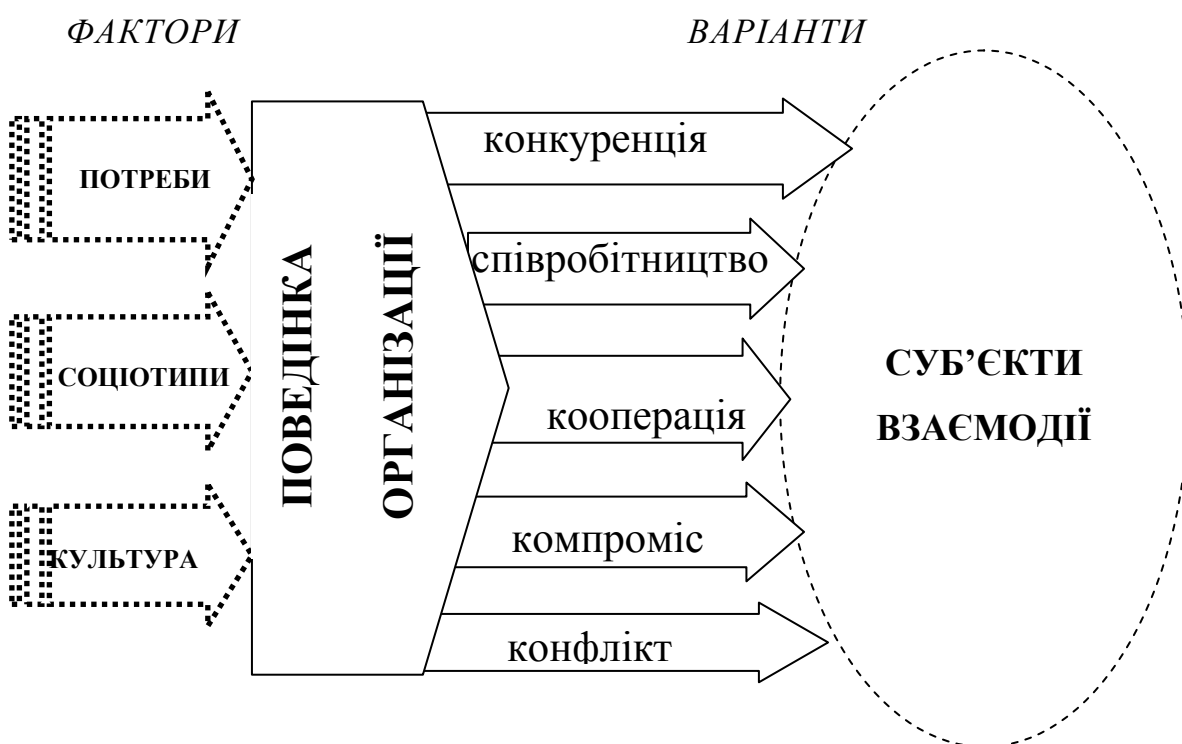 ФАКТОРИ
ВАРІАНТИ
ПОТРЕБИ
СОЦІОТИПИ
КУЛЬТУРА
ПОВЕДІНКА
ОРГАНІЗАЦІЇ
конкуренція
співробітництво
кооперація
компроміс
конфлікт
СУБ’ЄКТИ
ВЗАЄМОДІЇ